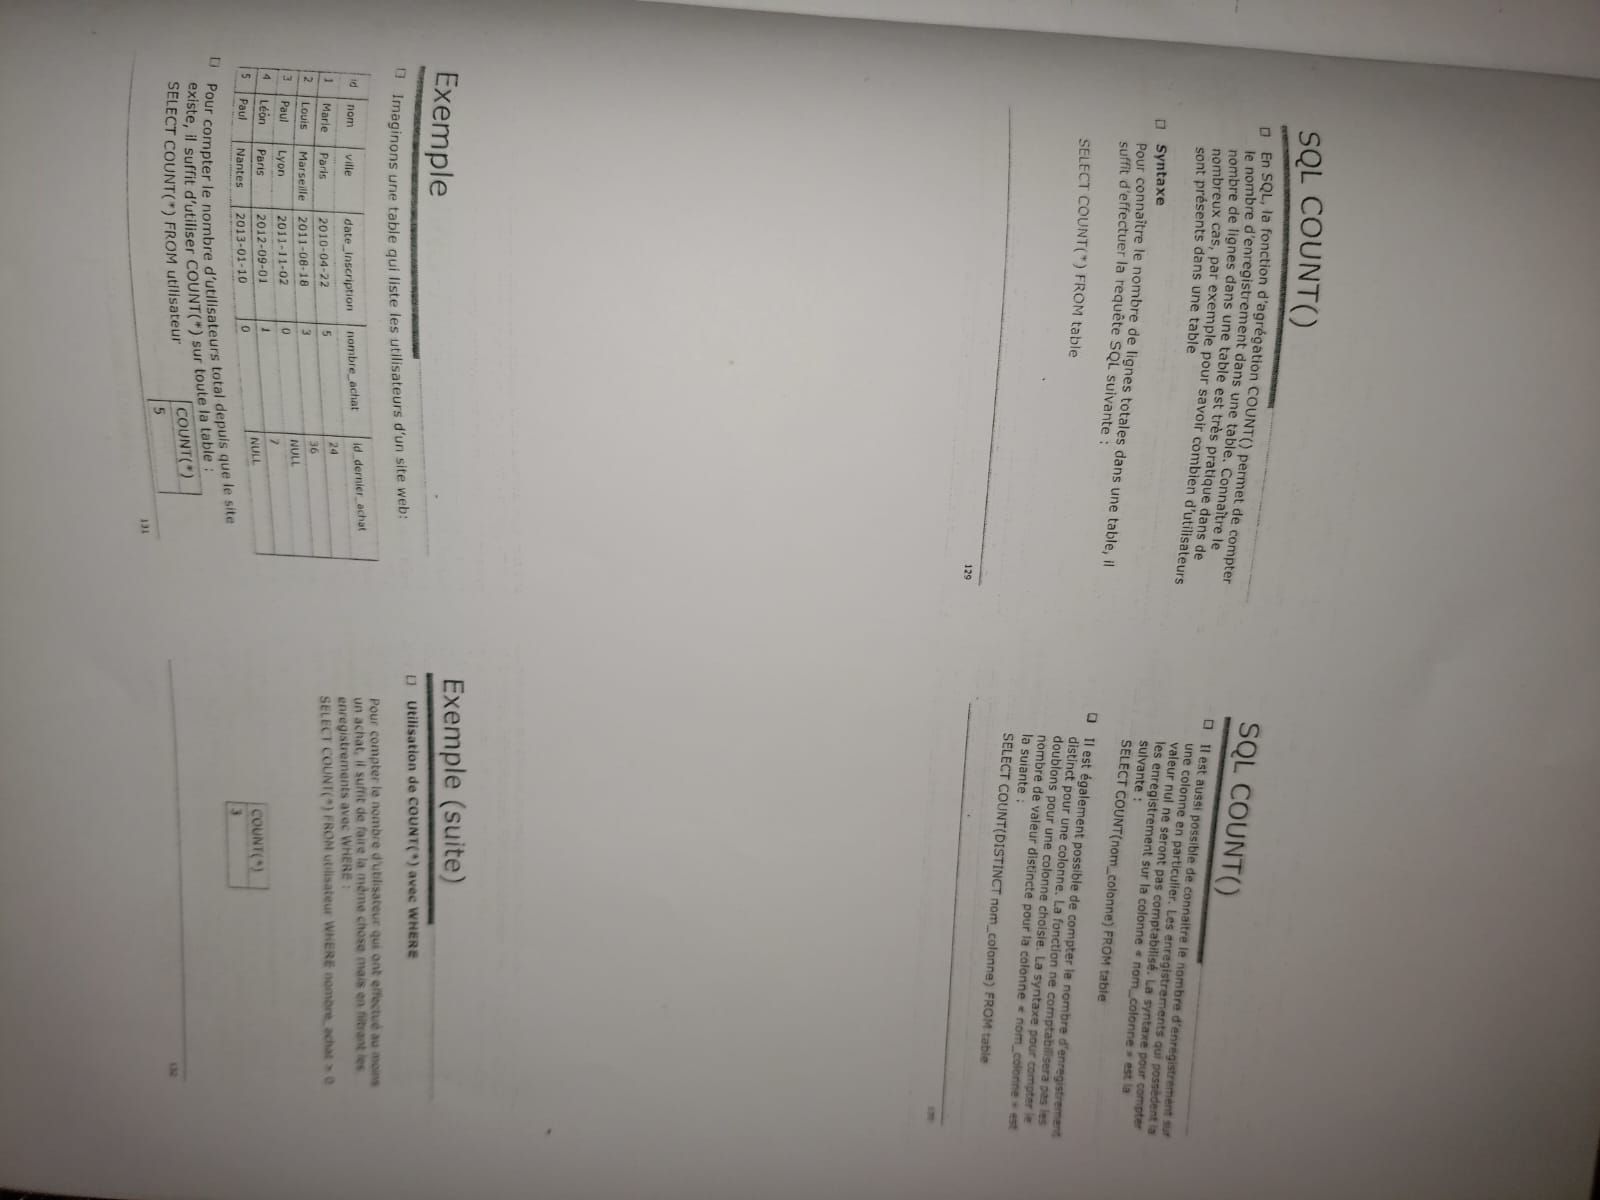 SQL COUNT()
En SQL, la fonction d'agrégation COUNT() permet de compter
le nombre d'enregistrement dans une table. Connaître le
nombre de lignes dans une table est très pratique dans de
nombreux cas, par exemple pour savoir combien d'utilisateurs
sont présents dans une table
Syntaxe
Pour connaître le nombre de lignes totales dans une table, il
suffit d'effectuer la requête SQL suivante :
SELECT COUNT(*) FROM table
129
SQL COUNT()
Il est aussi possible de connaitre le nombre d'enregistrement sur
une colonne en particulier. Les enregistrements qui possèdent la
valeur nul ne seront pas comptabilisé. La syntaxe pour compter
les enregistrement sur la colonne « nom_colonne » est la
suivante :
SELECT COUNT(nom_colonne) FROM table
Il est également possible de compter le nombre d'enregistrement
distinct pour une colonne. La fonction ne comptabilisera pas les
doublons pour une colonne choisie. La syntaxe pour compter le
nombre de valeur distincte pour la colonne « nom_colonne » est
la suiante :
SELECT COUNT(DISTINCT nom_colonne) FROM table
130
Exemple
Imaginons une table qui liste les utilisateurs d'un site web:
id nom ville date_inscription nombre_achat id_dernier_achat
1 Marie Paris 2010-04-22 5 24
2 Louis Marseille 2011-08-18 3 36
3 Paul Lyon 2011-11-02 0 NULL
4 Léon Paris 2012-09-01 1 7
5 Paul Nantes 2013-01-10 0 NULL
Pour compter le nombre d'utilisateurs total depuis que le site
existe, il suffit d'utiliser COUNT(*) sur toute la table :
SELECT COUNT(*) FROM utilisateur
COUNT(*)
5
131
Exemple (suite)
Utilisation de COUNT(*) avec WHERE
Pour compter le nombre d'utilisateur qui ont effectué au moins
un achat, il suffit de faire la même chose mais en filtrant les
enregistrements avec WHERE :
SELECT COUNT(*) FROM utilisateur WHERE nombre_achat > 0
COUNT(*)
3
132